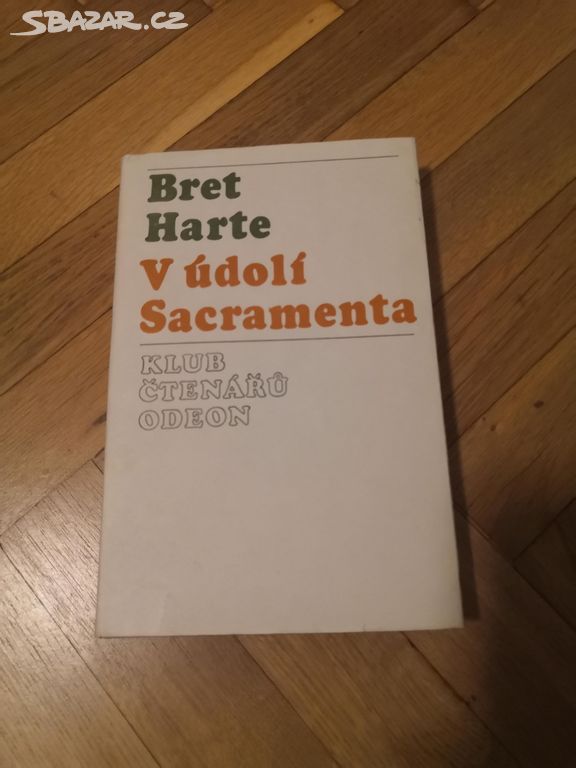 SBAZAR.CZ
Bret
Harte
V údolí
Sacramenta
KLUB
ČTENÁŘŮ
ODEON